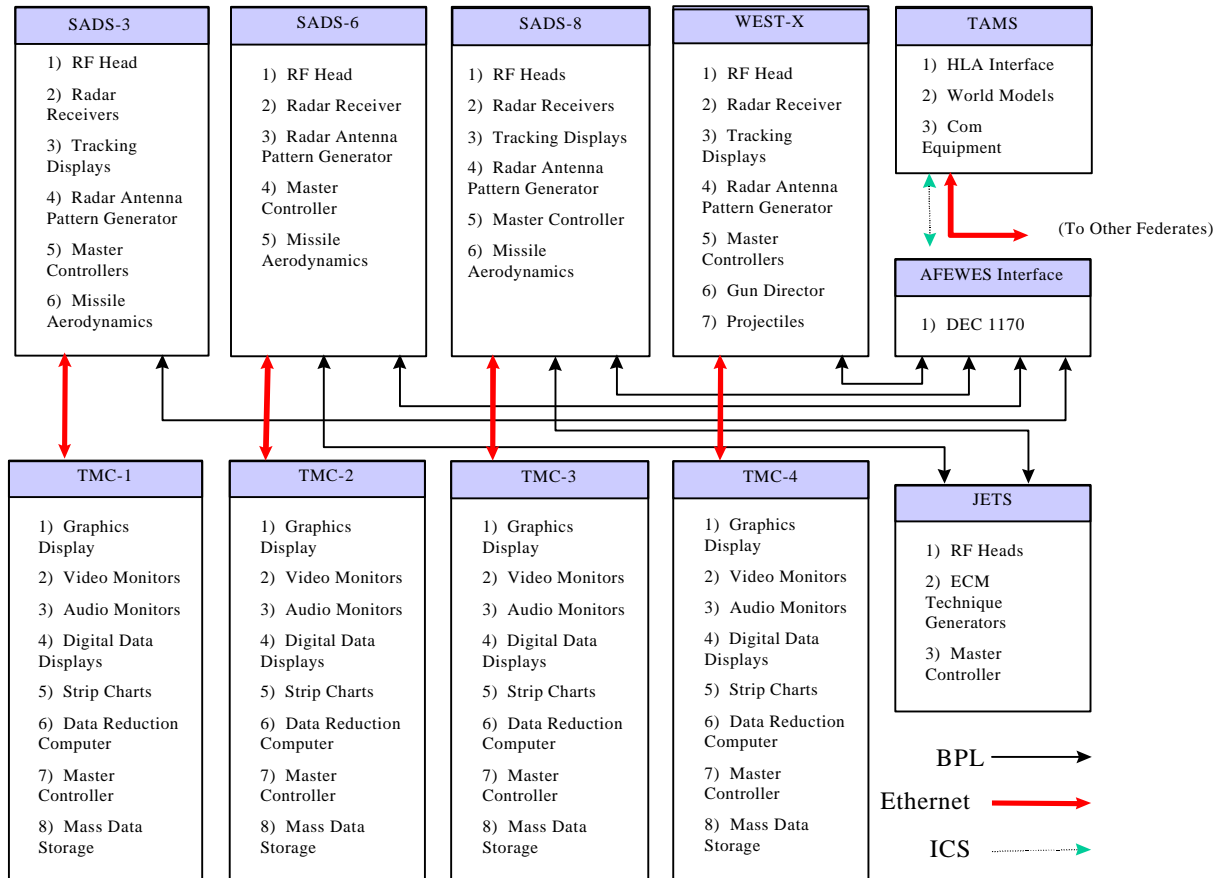 SADS-3
1) RF Head
2) Radar
Receivers
3) Tracking
Displays
4) Radar Antenna
Pattern Generator
5) Master
Controllers
6) Missile
Aerodynamics
SADS-6
1) RF Head
2) Radar Receiver
3) Radar Antenna
Pattern Generator
4) Master
Controller
5) Missile
Aerodynamics
SADS-8
1) RF Heads
2) Radar Receivers
3) Tracking Displays
4) Radar Antenna
Pattern Generator
5) Master Controller
6) Missile
Aerodynamics
WEST-X
1) RF Head
2) Radar Receiver
3) Tracking
Displays
4) Radar Antenna
Pattern Generator
5) Master
Controllers
6) Gun Director
7) Projectiles
TAMS
1) HLA Interface
2) World Models
3) Com
Equipment
(To Other Federates)
AFEWES Interface
1) DEC 1170
TMC-1
1) Graphics
Display
2) Video Monitors
3) Audio Monitors
4) Digital Data
Displays
5) Strip Charts
6) Data Reduction
Computer
7) Master
Controller
8) Mass Data
Storage
TMC-2
1) Graphics
Display
2) Video Monitors
3) Audio Monitors
4) Digital Data
Displays
5) Strip Charts
6) Data Reduction
Computer
7) Master
Controller
8) Mass Data
Storage
TMC-3
1) Graphics
Display
2) Video Monitors
3) Audio Monitors
4) Digital Data
Displays
5) Strip Charts
6) Data Reduction
Computer
7) Master
Controller
8) Mass Data
Storage
TMC-4
1) Graphics
Display
2) Video Monitors
3) Audio Monitors
4) Digital Data
Displays
5) Strip Charts
6) Data Reduction
Computer
7) Master
Controller
8) Mass Data
Storage
JETS
1) RF Heads
2) ECM
Technique
Generators
3) Master
Controller
BPL
Ethernet
ICS